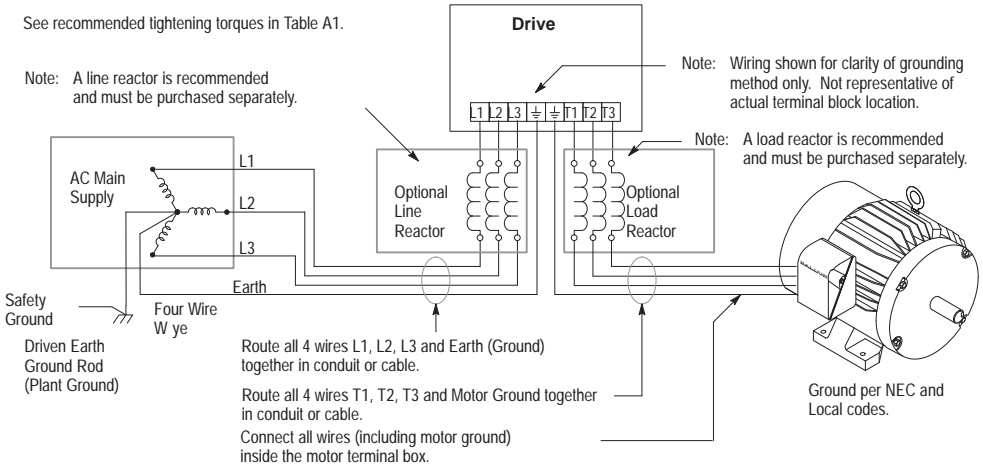 See recommended tightening torques in Table A1.
Drive
Note: A line reactor is recommended
and must be purchased separately.
Note: Wiring shown for clarity of grounding
method only. Not representative of
actual terminal block location.
L1 L2 L3 T1 T2 T3
Note: A load reactor is recommended
and must be purchased separately.
AC Main
Supply
L1
L2
L3
Earth
Optional
Line
Reactor
Optional
Load
Reactor
BALDOR
Safety
Ground
Four Wire
W ye
Driven Earth
Ground Rod
(Plant Ground)
Route all 4 wires L1, L2, L3 and Earth (Ground)
together in conduit or cable.
Route all 4 wires T1, T2, T3 and Motor Ground together
in conduit or cable.
Connect all wires (including motor ground)
inside the motor terminal box.
Ground per NEC and
Local codes.